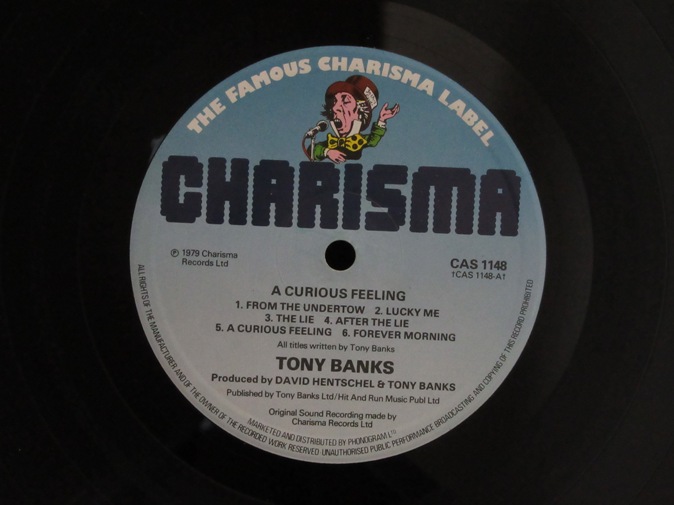 THE FAMOUS CHARISMA LABEL
CHARISMA
℗ 1979 Charisma
Records Ltd
CAS 1148
†CAS 1148-A†
A CURIOUS FEELING
1. FROM THE UNDERTOW 2. LUCKY ME
3. THE LIE 4. AFTER THE LIE
5. A CURIOUS FEELING 6. FOREVER MORNING
All titles written by Tony Banks
TONY BANKS
Produced by DAVID HENTSCHEL & TONY BANKS
Published by Tony Banks Ltd/Hit And Run Music Publ Ltd
Original Sound Recording made by
Charisma Records Ltd
MARKETED AND DISTRIBUTED BY PHONOGRAM LTD
ALL RIGHTS OF THE MANUFACTURER AND OF THE OWNER OF THE RECORDED WORK RESERVED UNAUTHORISED PUBLIC PERFORMANCE BROADCASTING AND COPYING OF THIS RECORD PROHIBITED